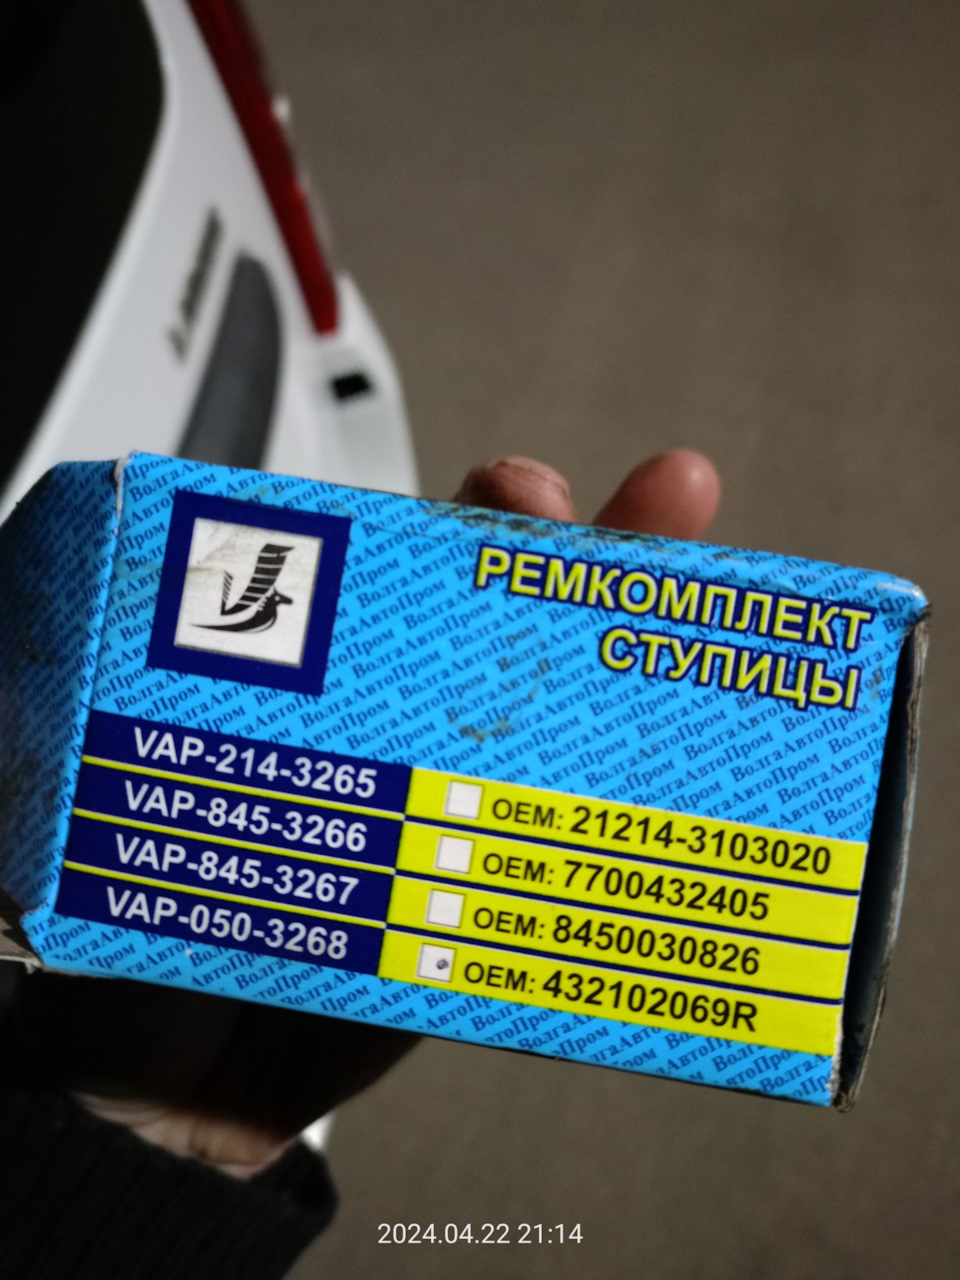 РЕМКОМПЛЕКТ
СТУПИЦЫ
VAP-214-3265 OEM: 21214-3103020
VAP-845-3266 OEM: 7700432405
VAP-845-3267 OEM: 8450030826
VAP-050-3268 OEM: 432102069R
ВолгаАвтоПром
2024.04.22 21:14